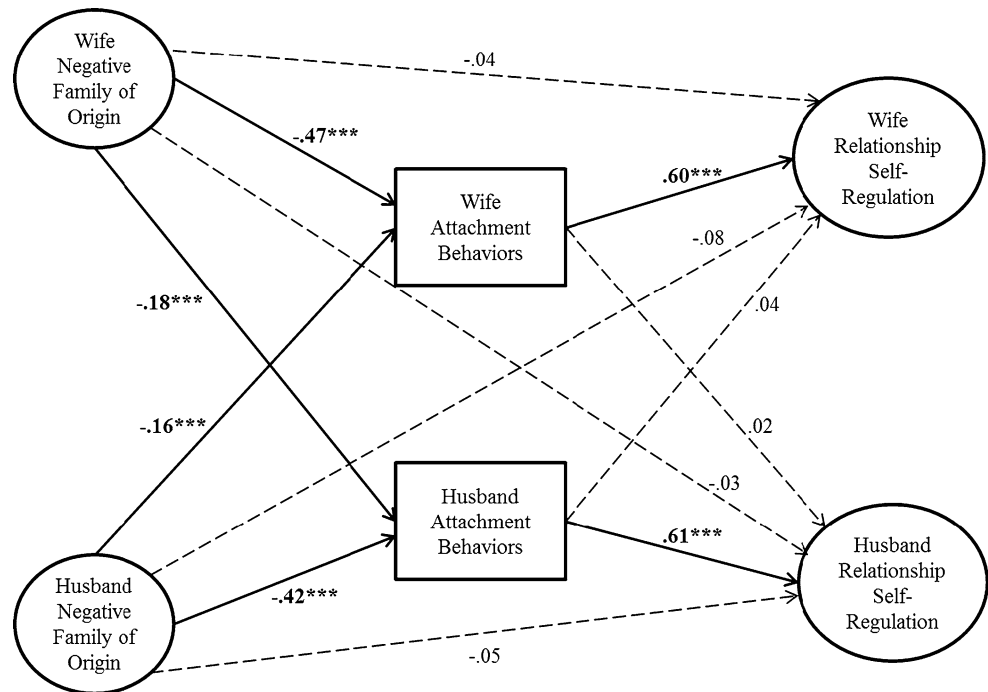 Wife
Negative
Family of
Origin
-.04
-.47***
Wife
Relationship
Self-
Regulation
.60***
Wife
Attachment
Behaviors
-.08
-.18***
.04
-.16***
.02
-.03
Husband
Attachment
Behaviors
.61***
Husband
Relationship
Self-
Regulation
Husband
Negative
Family of
Origin
-.42***
-.05